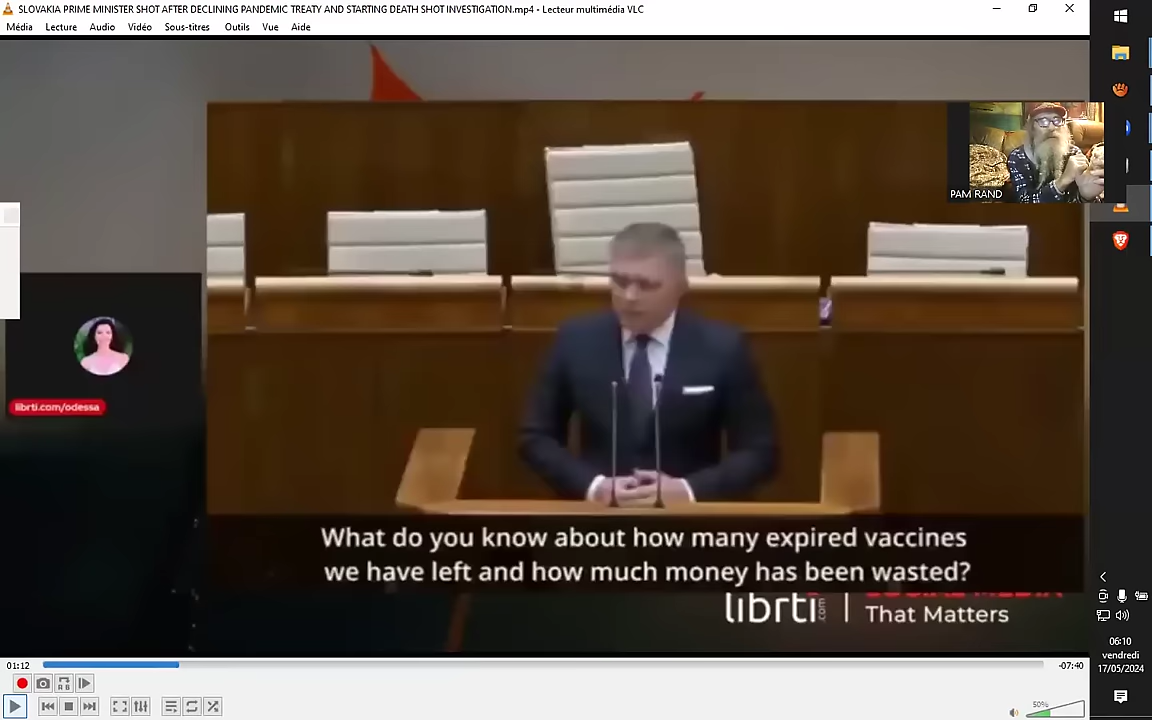 SLOVAKIA PRIME MINISTER SHOT AFTER DECLINING PANDEMIC TREATY AND STARTING DEATH SHOT INVESTIGATION.mp4 - Lecteur multimédia VLC
Média Lecture Audio Vidéo Sous-titres Outils Vue Aide
PAM RAND
librti.com/odessa
What do you know about how many expired vaccines
we have left and how much money has been wasted?
librti.com | That Matters
01:12
-07:40
50%
06:10
vendredi
17/05/2024